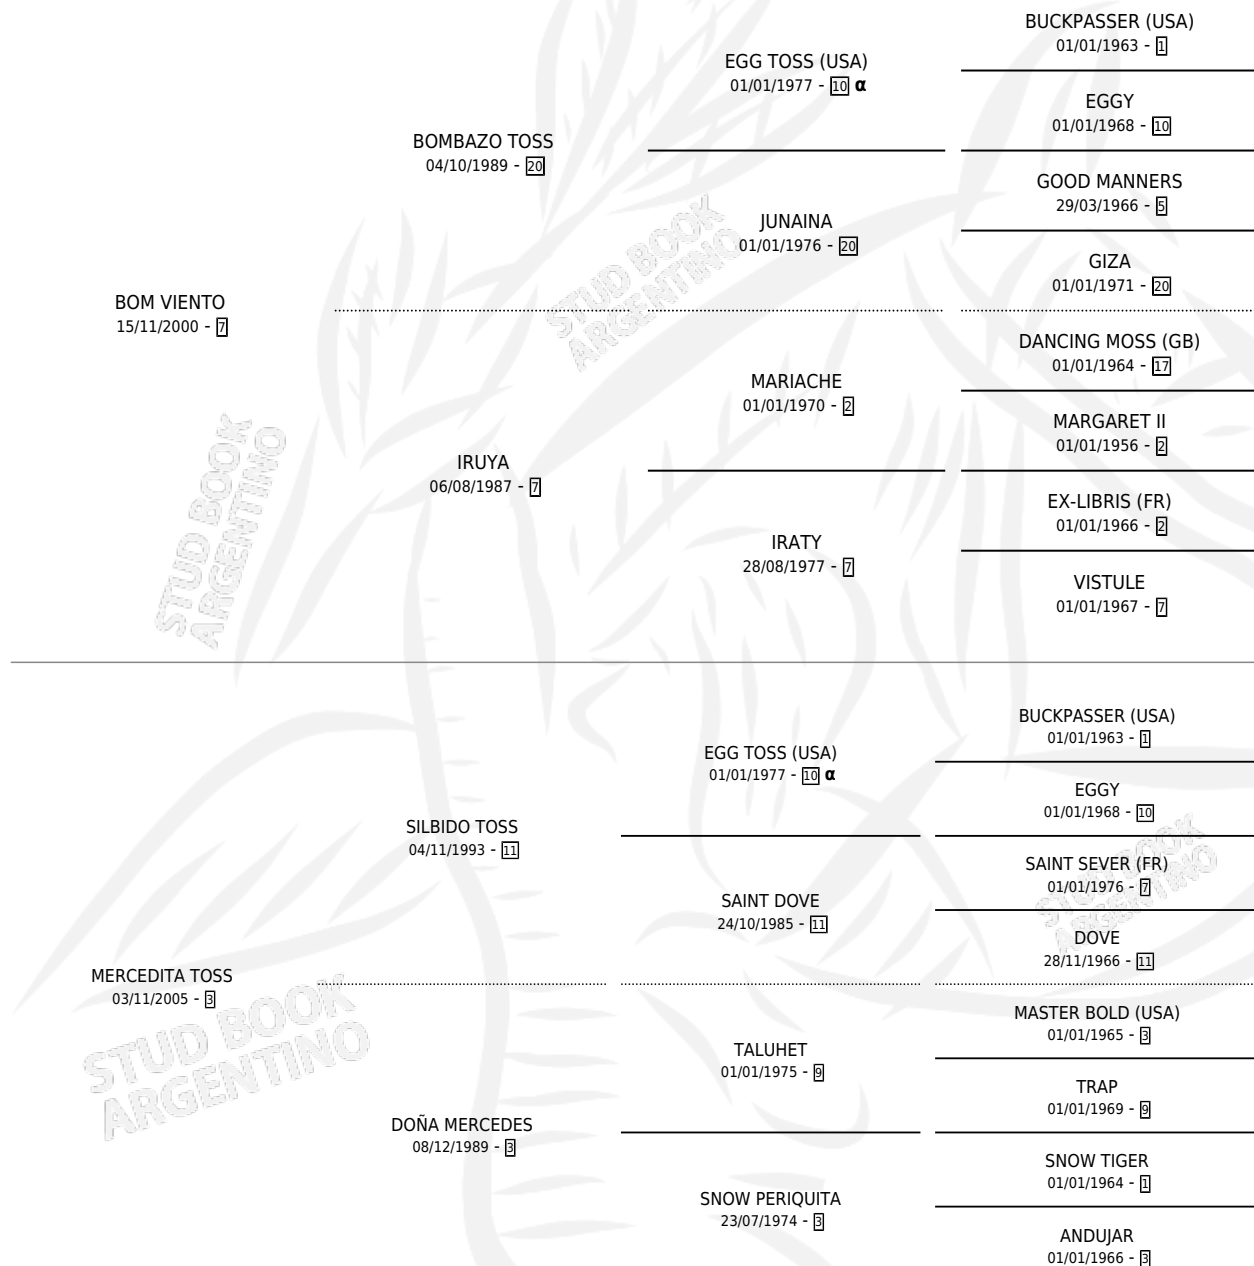 BUCKPASSER (USA)
01/01/1963 - 1
EGG TOSS (USA)
01/01/1977 - 10 α
EGGY
01/01/1968 - 10
BOMBAZO TOSS
04/10/1989 - 20
GOOD MANNERS
29/03/1966 - 5
JUNAINA
01/01/1976 - 20
GIZA
01/01/1971 - 20
STUD BOOK
ARGENTINO
BOM VIENTO
15/11/2000 - 7
DANCING MOSS (GB)
01/01/1964 - 17
MARIACHE
01/01/1970 - 2
MARGARET II
01/01/1956 - 2
IRUYA
06/08/1987 - 7
EX-LIBRIS (FR)
01/01/1966 - 2
IRATY
28/08/1977 - 7
VISTULE
01/01/1967 - 7
STUD BOOK
ARGENTINO
BUCKPASSER (USA)
01/01/1963 - 1
EGG TOSS (USA)
01/01/1977 - 10 α
EGGY
01/01/1968 - 10
SILBIDO TOSS
04/11/1993 - 11
SAINT SEVER (FR)
01/01/1976 - 7
SAINT DOVE
24/10/1985 - 11
DOVE
28/11/1966 - 11
STUD BOOK
ARGENTINO
MERCEDITA TOSS
03/11/2005 - 3
MASTER BOLD (USA)
01/01/1965 - 3
TALUHET
01/01/1975 - 9
TRAP
01/01/1969 - 9
STUD BOOK
ARGENTINO
DOÑA MERCEDES
08/12/1989 - 3
SNOW TIGER
01/01/1964 - 1
SNOW PERIQUITA
23/07/1974 - 3
ANDUJAR
01/01/1966 - 3